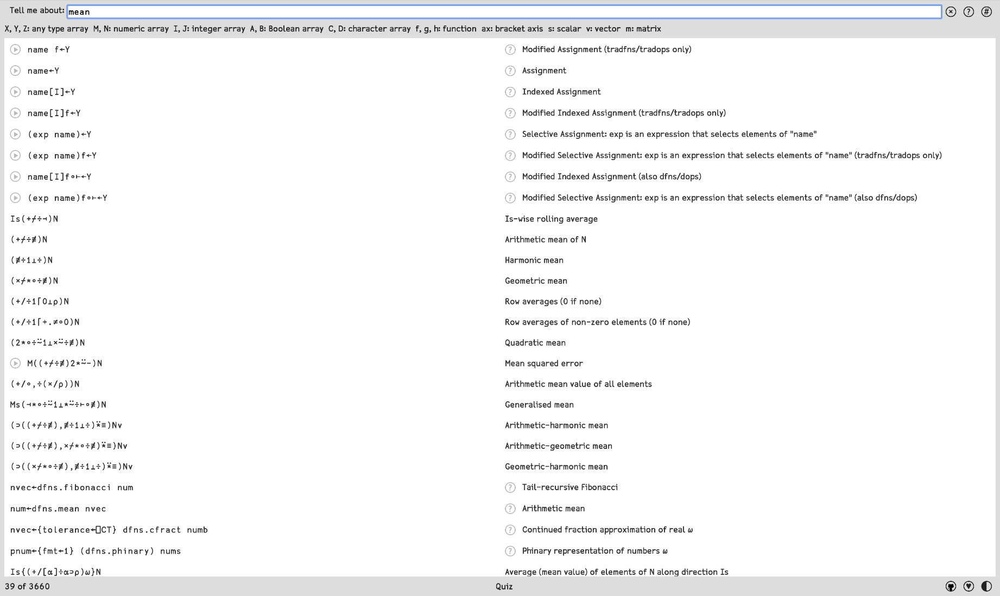 Tell me about: mean
X, Y, Z: any type array  M, N: numeric array  I, J: integer array  A, B: Boolean array  C, D: character array  f, g, h: function  ax: bracket axis  s: scalar  v: vector  m: matrix
name f←Y  Modified Assignment (tradfns/tradops only)
name←Y  Assignment
name[I]←Y  Indexed Assignment
name[I]f←Y  Modified Indexed Assignment (tradfns/tradops only)
(exp name)←Y  Selective Assignment: exp is an expression that selects elements of "name"
(exp name)f←Y  Modified Selective Assignment: exp is an expression that selects elements of "name" (tradfns/tradops only)
name[I]f∘⊢←Y  Modified Indexed Assignment (also dfns/dops)
(exp name)f∘⊢←Y  Modified Selective Assignment: exp is an expression that selects elements of "name" (also dfns/dops)
Is(+⌿÷⊣)N  Is-wise rolling average
(+⌿÷≢)N  Arithmetic mean of N
(≢÷1⊥÷)N  Harmonic mean
(×⌿*∘÷≢)N  Geometric mean
(+/÷1⌈0⊥⍴)N  Row averages (0 if none)
(+/÷1⌈+.≠∘0)N  Row averages of non-zero elements (0 if none)
(2*∘÷⍨1⊥×⍨÷≢)N  Quadratic mean
M((+⌿÷≢)2*⍨-)N  Mean squared error
(+/∘,÷(×/⍴))N  Arithmetic mean value of all elements
Ms(⊣*∘÷⍨1⊥*⍨÷⊢∘≢)N  Generalised mean
(⊃((+⌿÷≢),≢÷1⊥÷)⍣≡)Nv  Arithmetic-harmonic mean
(⊃((+⌿÷≢),×⌿*∘÷≢)⍣≡)Nv  Arithmetic-geometric mean
(⊃((×⌿*∘÷≢),≢÷1⊥÷)⍣≡)Nv  Geometric-harmonic mean
nvec←dfns.fibonacci num  Tail-recursive Fibonacci
num←dfns.mean nvec  Arithmetic mean
nvec←{tolerance←⎕CT} dfns.cfract numb  Continued fraction approximation of real ⍵
pnum←{fmt←1} (dfns.phinary) nums  Phinary representation of numbers ⍵
Is{(+/[⍺]÷⍺⊃⍴)⍵}N  Average (mean value) of elements of N along direction Is
39 of 3660  Quiz